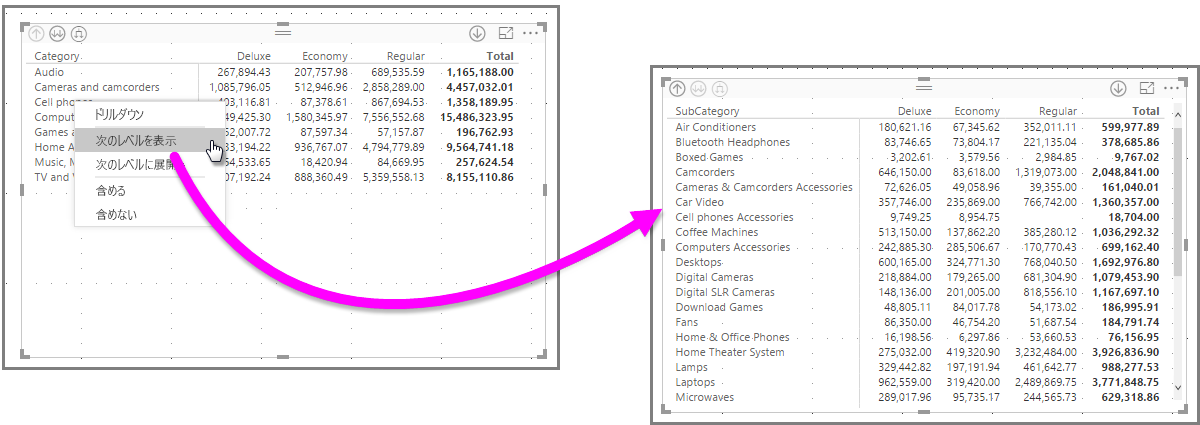 Category Deluxe Economy Regular Total
Audio 267,894.43 207,757.98 689,535.59 1,165,188.00
Cameras and camcorders 1,085,796.05 512,946.96 2,858,289.00 4,457,032.01
Cell phones 403,116.81 87,378.61 867,694.53 1,358,189.95
49,425.30 1,580,345.97 7,556,552.68 15,486,323.95
Games 52,007.72 87,597.34 57,157.87 196,762.93
Home 33,194.22 936,767.07 4,794,779.89 9,564,741.18
Music, 54,533.65 18,420.94 84,669.95 257,624.54
TV and 07,192.24 888,360.49 5,359,558.13 8,155,110.86
ドリルダウン
次のレベルを表示
次のレベルに展開
含める
含めない
SubCategory Deluxe Economy Regular Total
Air Conditioners 180,621.16 67,345.62 352,011.11 599,977.89
Bluetooth Headphones 83,746.65 73,804.17 221,135.04 378,685.86
Boxed Games 3,202.61 3,579.56 2,984.85 9,767.02
Camcorders 646,150.00 83,618.00 1,319,073.00 2,048,841.00
Cameras & Camcorders Accessories 72,626.05 49,058.96 39,355.00 161,040.01
Car Video 357,746.00 235,869.00 766,742.00 1,360,357.00
Cell phones Accessories 9,749.25 8,954.75 18,704.00
Coffee Machines 513,150.00 137,862.20 385,280.12 1,036,292.32
Computers Accessories 242,885.30 285,506.67 170,770.43 699,162.40
Desktops 600,165.00 324,771.30 768,040.50 1,692,976.80
Digital Cameras 218,884.00 179,265.00 681,304.90 1,079,453.90
Digital SLR Cameras 148,136.00 201,005.00 818,556.10 1,167,697.10
Download Games 48,805.11 84,017.78 54,173.02 186,995.91
Fans 86,350.00 46,754.20 51,687.54 184,791.74
Home & Office Phones 16,198.56 6,297.86 53,660.53 76,156.95
Home Theater System 275,032.00 419,320.90 3,232,484.00 3,926,836.90
Lamps 329,442.82 197,191.94 461,642.77 988,277.53
Laptops 962,559.00 319,420.00 2,489,869.75 3,771,848.75
Microwaves 289,017.96 95,735.17 244,565.73 629,318.86